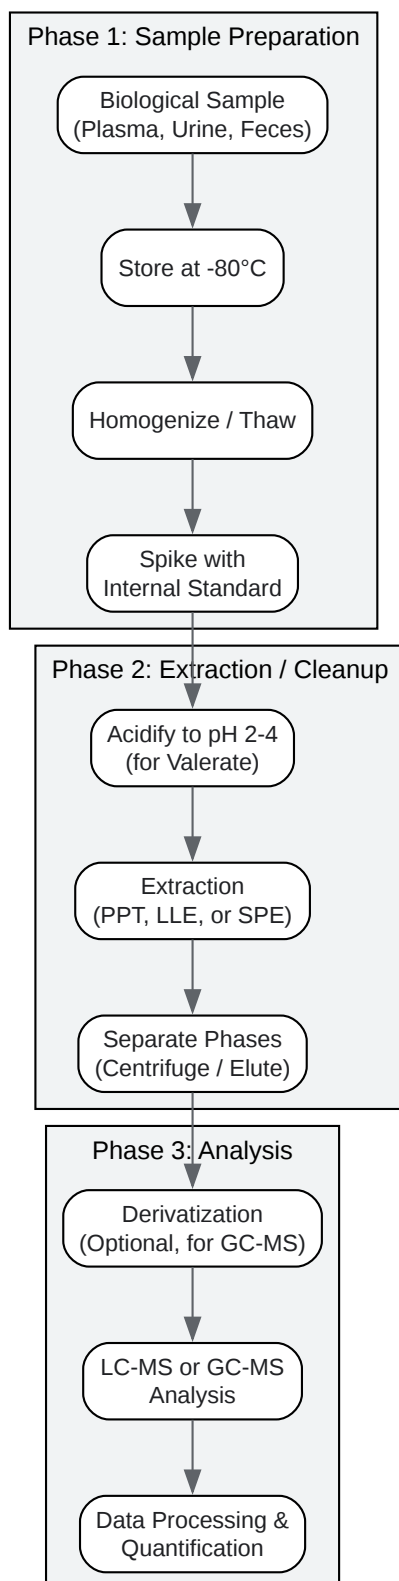 Phase 1: Sample Preparation
Biological Sample
(Plasma, Urine, Feces)
Store at -80°C
Homogenize / Thaw
Spike with
Internal Standard
Phase 2: Extraction / Cleanup
Acidify to pH 2-4
(for Valerate)
Extraction
(PPT, LLE, or SPE)
Separate Phases
(Centrifuge / Elute)
Phase 3: Analysis
Derivatization
(Optional, for GC-MS)
LC-MS or GC-MS
Analysis
Data Processing &
Quantification